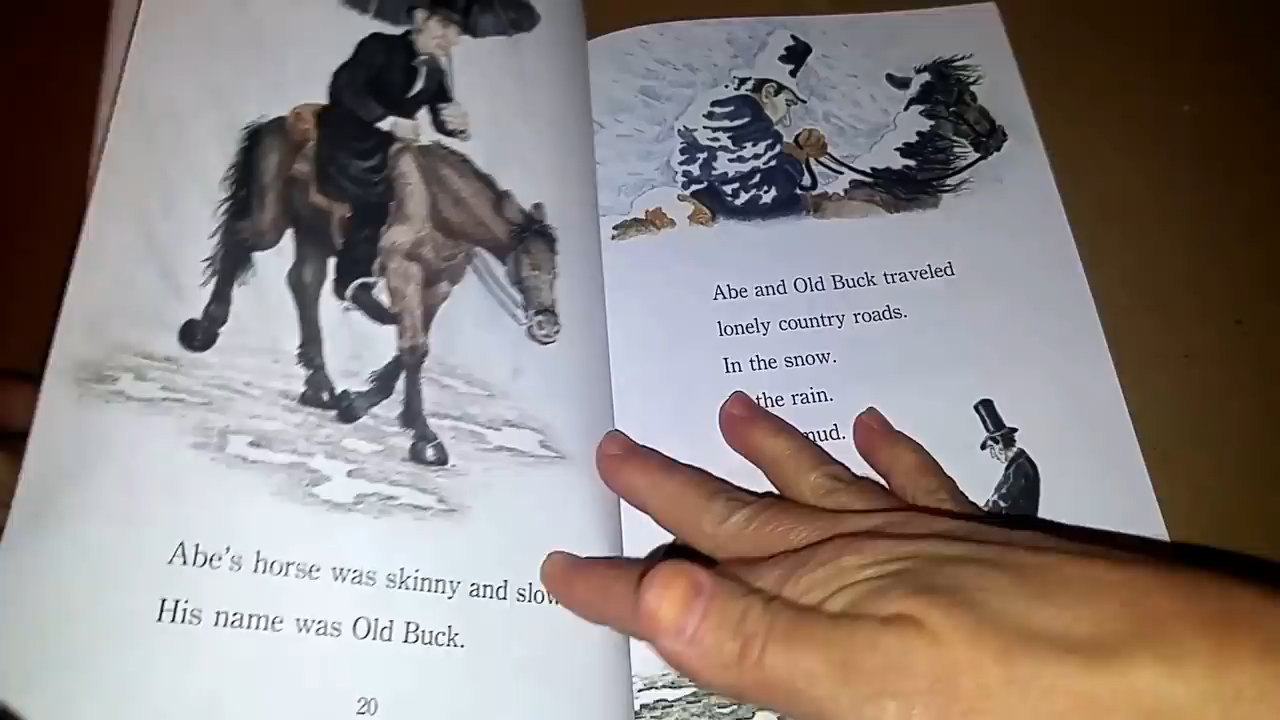 Abe's horse was skinny and slow
His name was Old Buck.
20
Abe and Old Buck traveled
lonely country roads.
In the snow.
the rain.
mud.